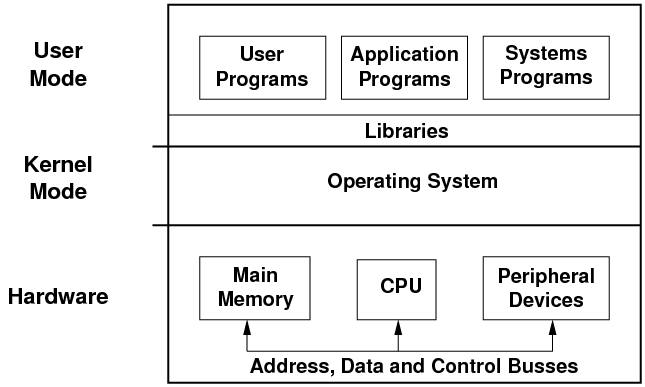 User
Mode
User
Programs
Application
Programs
Systems
Programs
Libraries
Kernel
Mode
Operating System
Hardware
Main
Memory
CPU
Peripheral
Devices
Address, Data and Control Busses